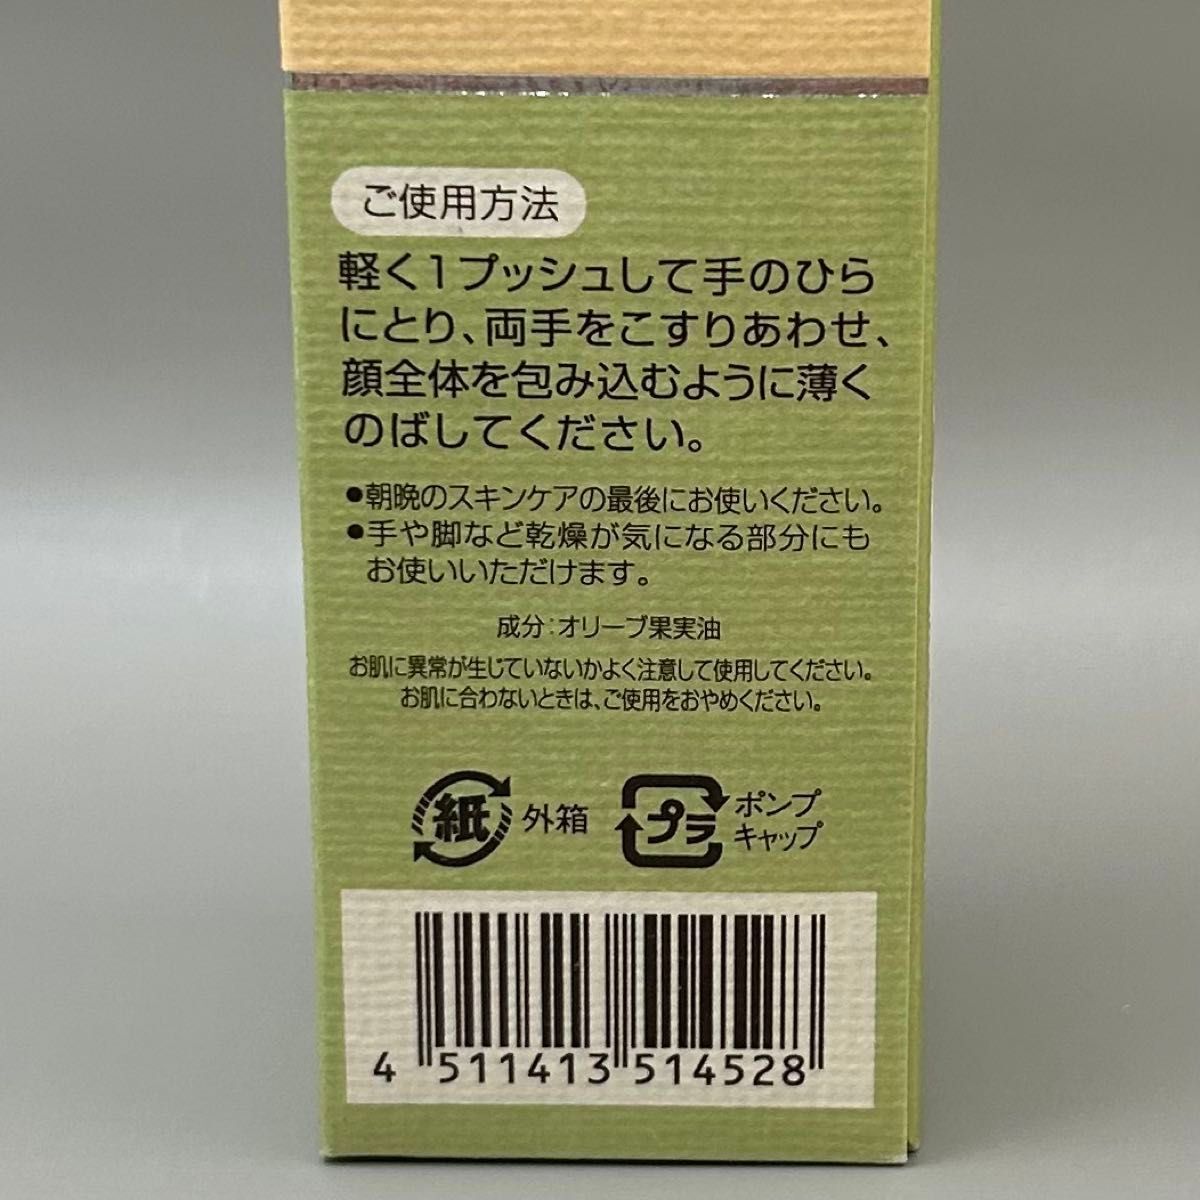 ご使用方法
軽く1プッシュして手のひら
にとり、両手をこすりあわせ、
顔全体を包み込むように薄く
のばしてください。
●朝晩のスキンケアの最後にお使いください。
●手や脚など乾燥が気になる部分にも
お使いいただけます。
成分：オリーブ果実油
お肌に異常が生じていないかよく注意して使用してください。
お肌に合わないときは、ご使用をおやめください。
紙 外箱
プラ ポンプ
キャップ
4 511413 514528